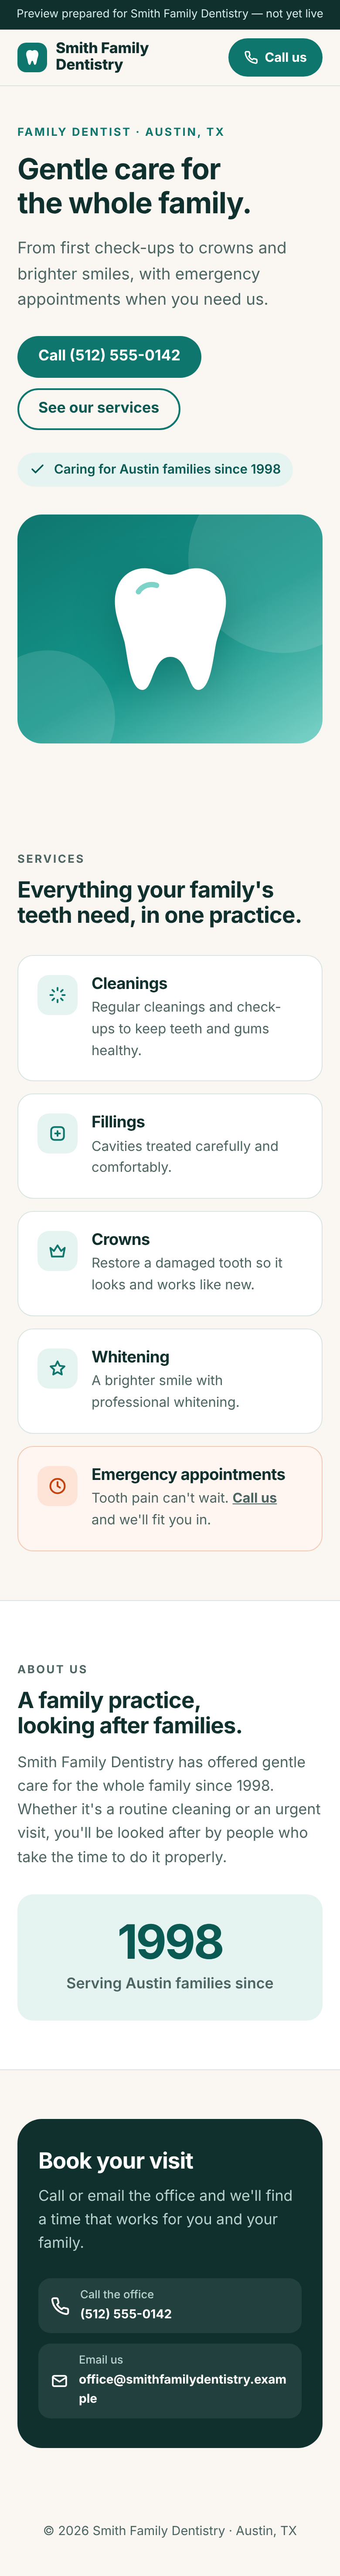 Preview prepared for Smith Family Dentistry — not yet live
Smith Family
Dentistry
Call us
FAMILY DENTIST · AUSTIN, TX
Gentle care for
the whole family.
From first check-ups to crowns and
brighter smiles, with emergency
appointments when you need us.
Call (512) 555-0142
See our services
Caring for Austin families since 1998
SERVICES
Everything your family's
teeth need, in one practice.
Cleanings
Regular cleanings and check-
ups to keep teeth and gums
healthy.
Fillings
Cavities treated carefully and
comfortably.
Crowns
Restore a damaged tooth so it
looks and works like new.
Whitening
A brighter smile with
professional whitening.
Emergency appointments
Tooth pain can't wait. Call us
and we'll fit you in.
ABOUT US
A family practice,
looking after families.
Smith Family Dentistry has offered gentle
care for the whole family since 1998.
Whether it's a routine cleaning or an urgent
visit, you'll be looked after by people who
take the time to do it properly.
1998
Serving Austin families since
Book your visit
Call or email the office and we'll find
a time that works for you and your
family.
Call the office
(512) 555-0142
Email us
office@smithfamilydentistry.exam
ple
© 2026 Smith Family Dentistry · Austin, TX